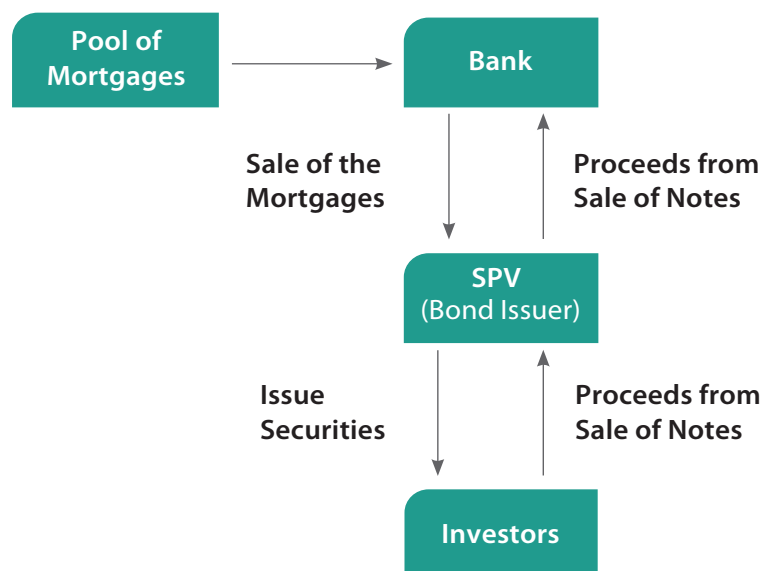 Pool of
Mortgages
Bank
Sale of the
Mortgages
Proceeds from
Sale of Notes
SPV
(Bond Issuer)
Issue
Securities
Proceeds from
Sale of Notes
Investors